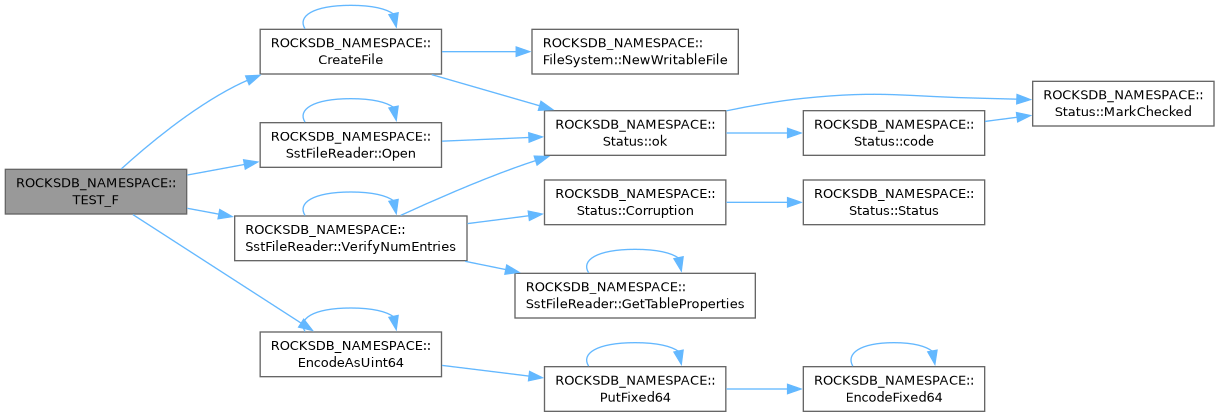 ROCKSDB_NAMESPACE::
TEST_F
ROCKSDB_NAMESPACE::
CreateFile
ROCKSDB_NAMESPACE::
FileSystem::NewWritableFile
ROCKSDB_NAMESPACE::
Status::ok
ROCKSDB_NAMESPACE::
Status::MarkChecked
ROCKSDB_NAMESPACE::
Status::code
ROCKSDB_NAMESPACE::
SstFileReader::Open
ROCKSDB_NAMESPACE::
SstFileReader::VerifyNumEntries
ROCKSDB_NAMESPACE::
Status::Corruption
ROCKSDB_NAMESPACE::
Status::Status
ROCKSDB_NAMESPACE::
SstFileReader::GetTableProperties
ROCKSDB_NAMESPACE::
EncodeAsUint64
ROCKSDB_NAMESPACE::
PutFixed64
ROCKSDB_NAMESPACE::
EncodeFixed64